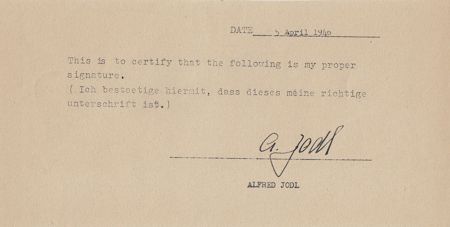 DATE 5 April 1946
This is to certify that the following is my proper
signature.
( Ich bestaetige hiermit, dass dieses meine richtige
unterschrift ist.)
A. Jodl
ALFRED JODL